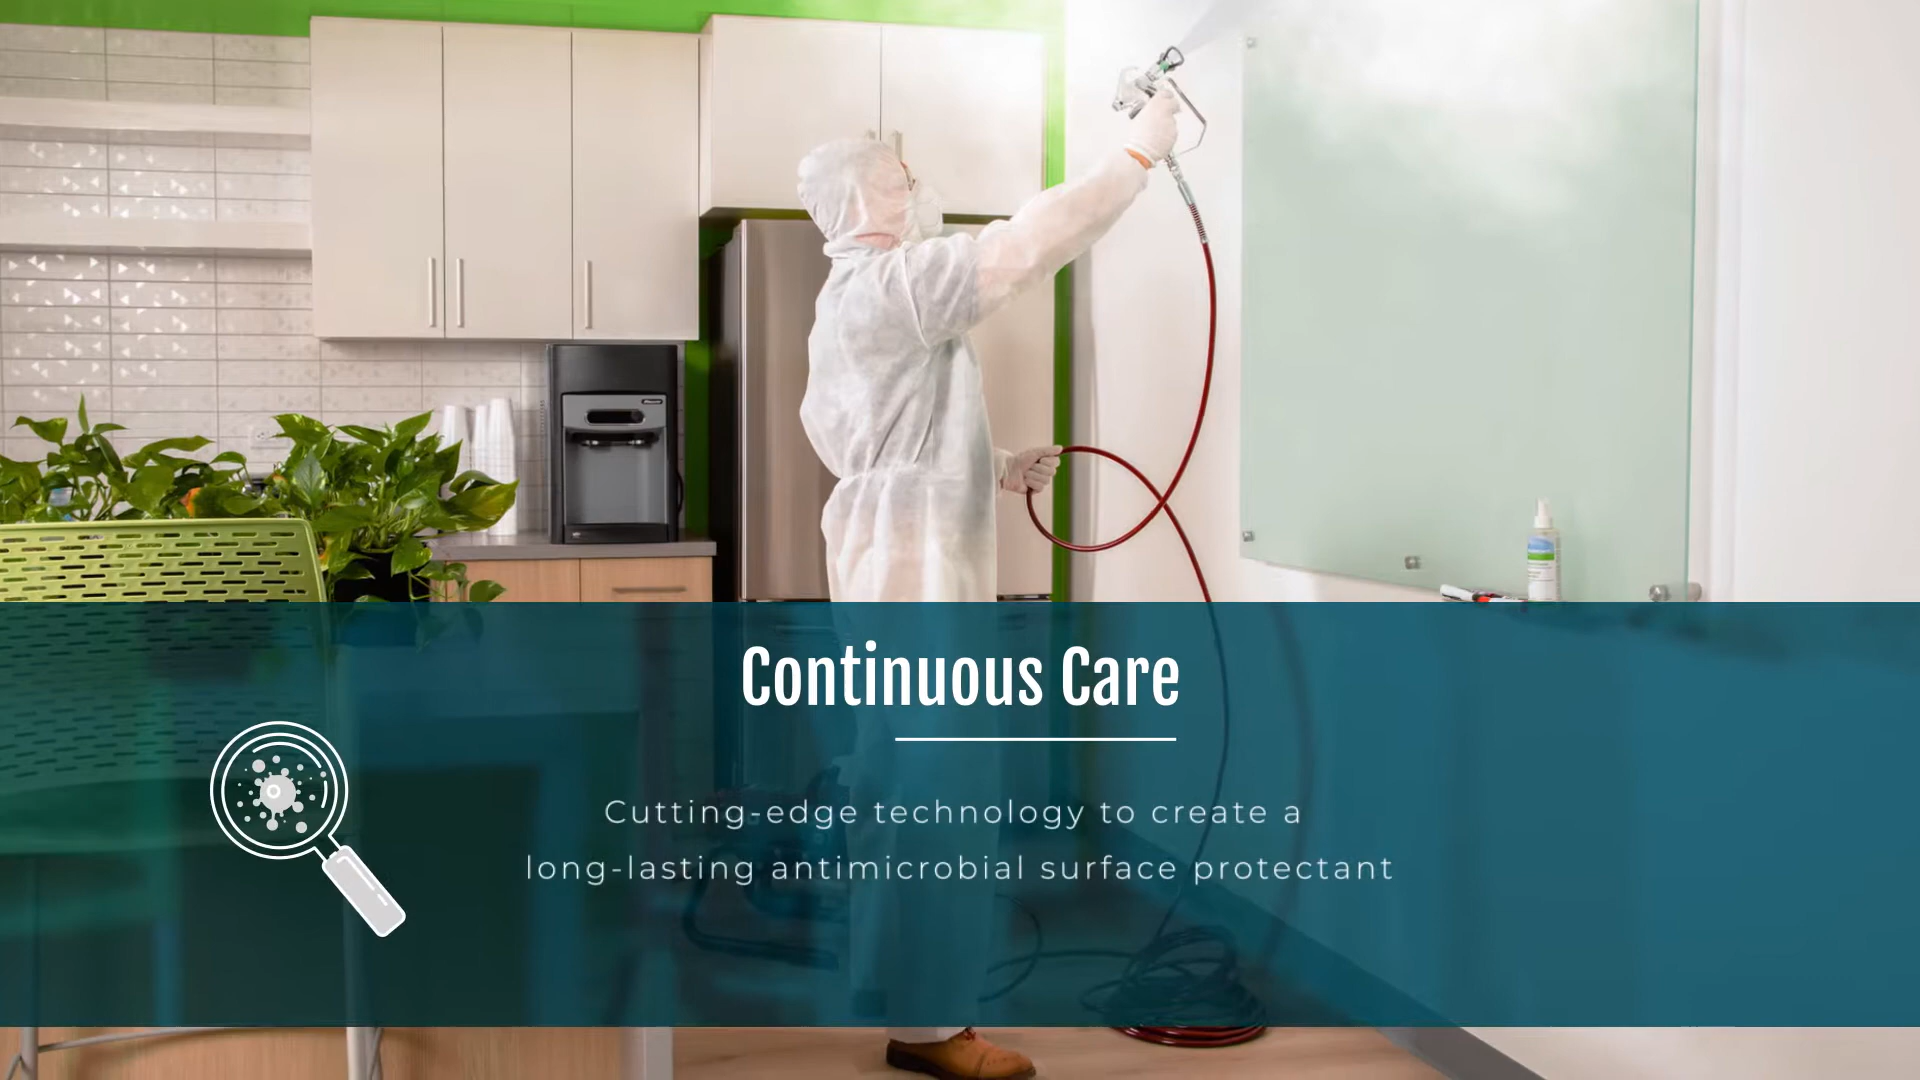 Continuous Care
Cutting-edge technology to create a
long-lasting antimicrobial surface protectant